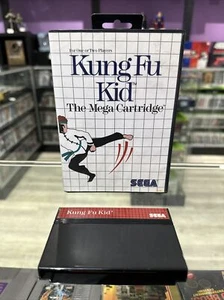 For One or Two Players
Kung Fu
Kid
The Mega Cartridge
SEGA
Kung Fu Kid
SEGA